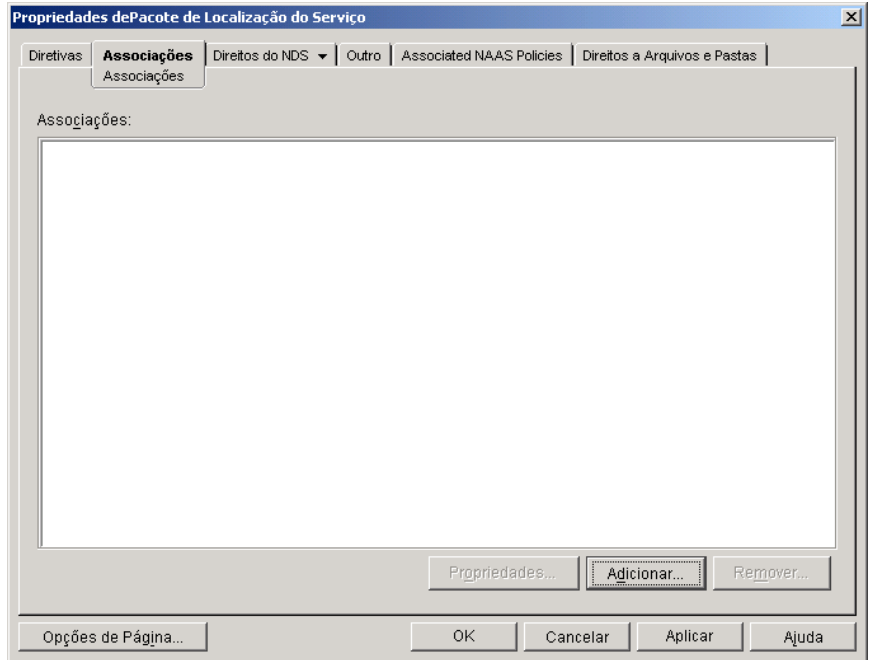 Propriedades dePacote de Localização do Serviço
Diretivas Associações Direitos do NDS Outro Associated NAAS Policies Direitos a Arquivos e Pastas
Associações
Associações:
Propriedades... Adicionar... Remover...
Opções de Página... OK Cancelar Aplicar Ajuda